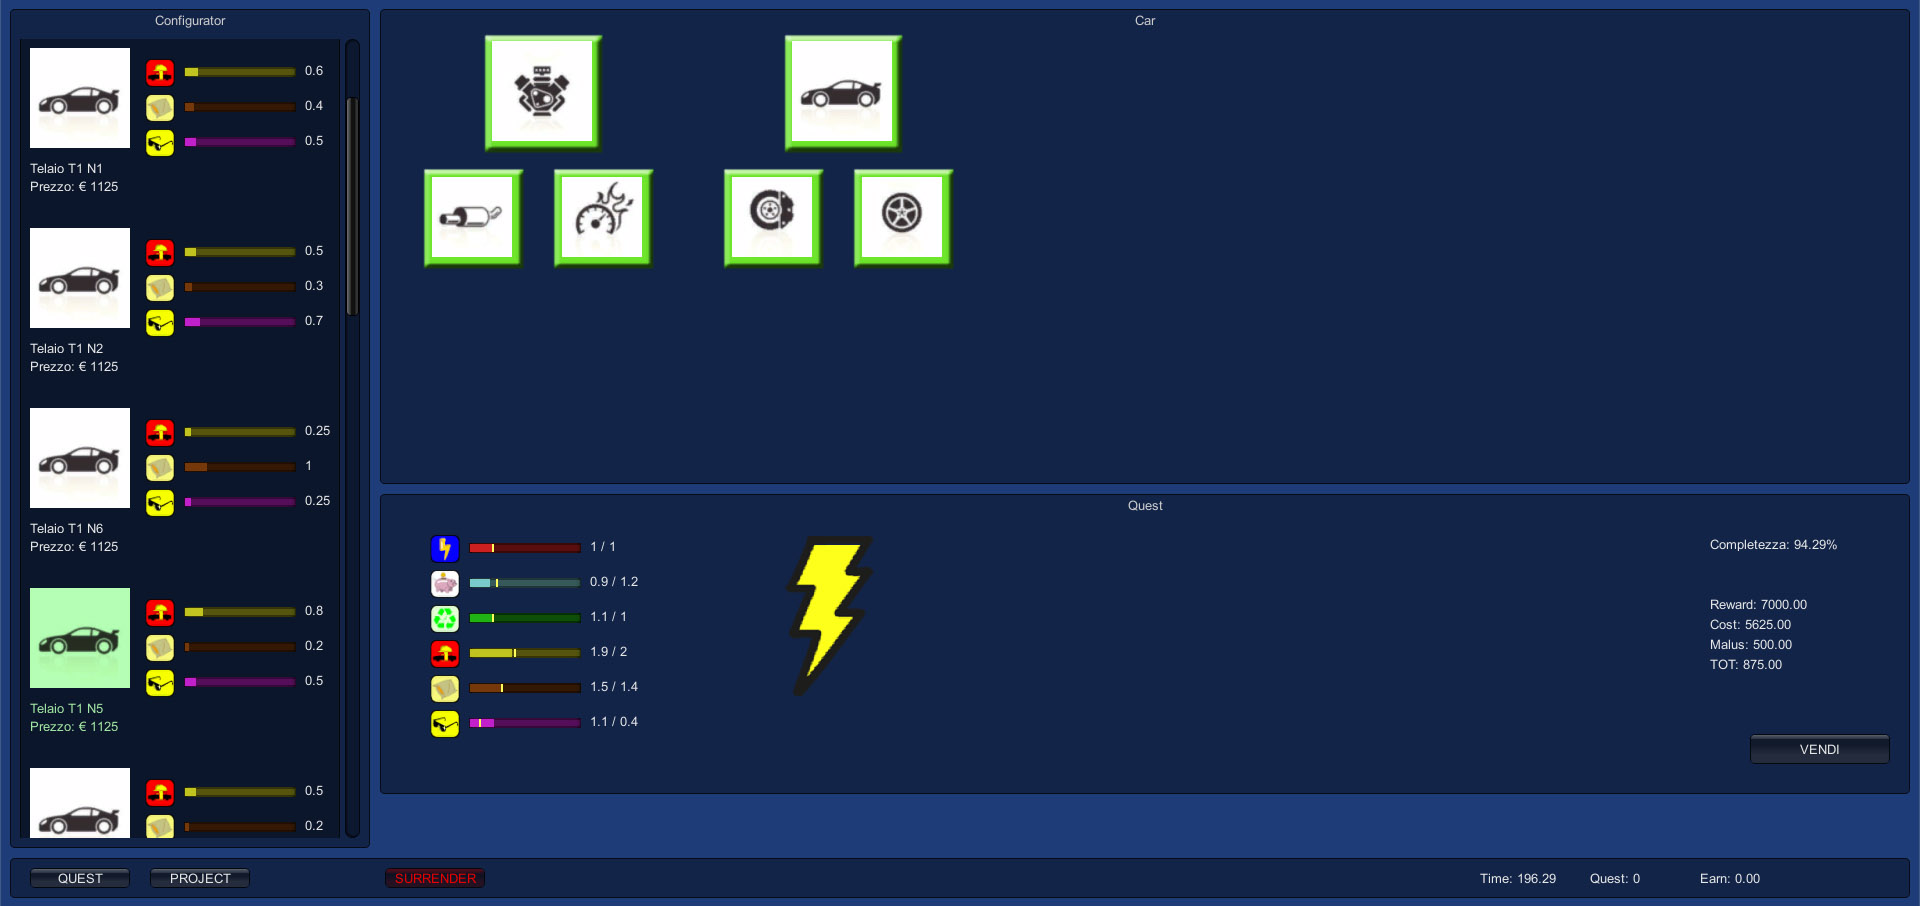 Configurator
0.6
0.4
0.5
Telaio T1 N1
Prezzo: € 1125
0.5
0.3
0.7
Telaio T1 N2
Prezzo: € 1125
0.25
1
0.25
Telaio T1 N6
Prezzo: € 1125
0.8
0.2
0.5
Telaio T1 N5
Prezzo: € 1125
0.5
0.2
Car
Quest
1 / 1
0.9 / 1.2
1.1 / 1
1.9 / 2
1.5 / 1.4
1.1 / 0.4
Completezza: 94.29%
Reward: 7000.00
Cost: 5625.00
Malus: 500.00
TOT: 875.00
VENDI
QUEST
PROJECT
SURRENDER
Time: 196.29
Quest: 0
Earn: 0.00